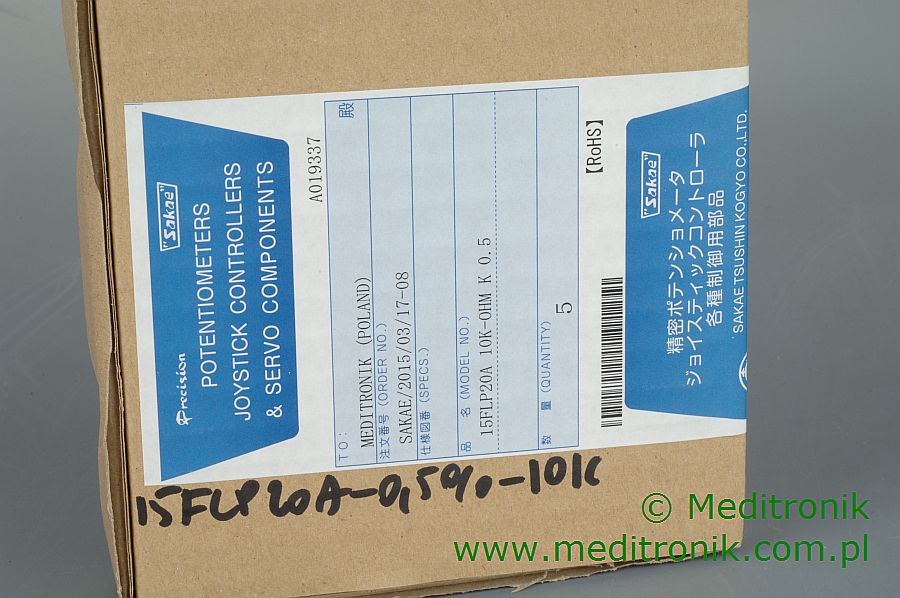 "Sakae"
Precision
POTENTIOMETERS
JOYSTICK CONTROLLERS
& SERVO COMPONENTS
A019337
TO: 殿
MEDITRONIK (POLAND)
注文番号 (ORDER NO.)
SAKAE/2015/03/17-08
仕様図番 (SPECS.)
品 名 (MODEL NO.)
15FLP20A 10K-OHM K 0.5
数 量 (QUANTITY)
5
【RoHS】
"Sakae"
精密ポテンショメータ
ジョイスティックコントローラ
各種制御用部品
SAKAE TSUSHIN KOGYO CO.,LTD.
15FLP20A-0,5%-10K
© Meditronik
www.meditronik.com.pl